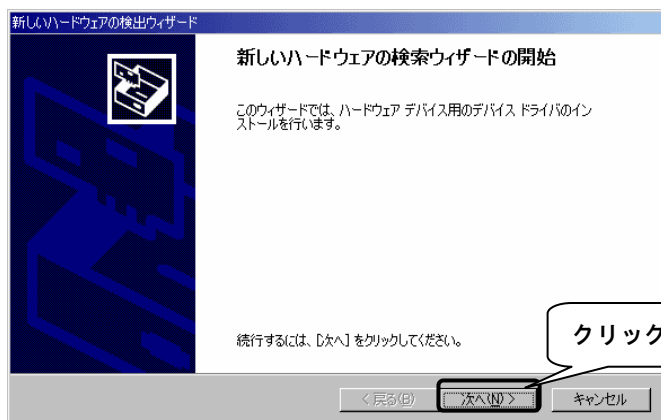 新しいハードウェアの検出ウィザード
新しいハードウェアの検索ウィザードの開始
このウィザードでは、ハードウェア デバイス用のデバイス ドライバのイン
ストールを行います。
続行するには、[次へ] をクリックしてください。
クリック
< 戻る(B)
次へ(N) >
キャンセル